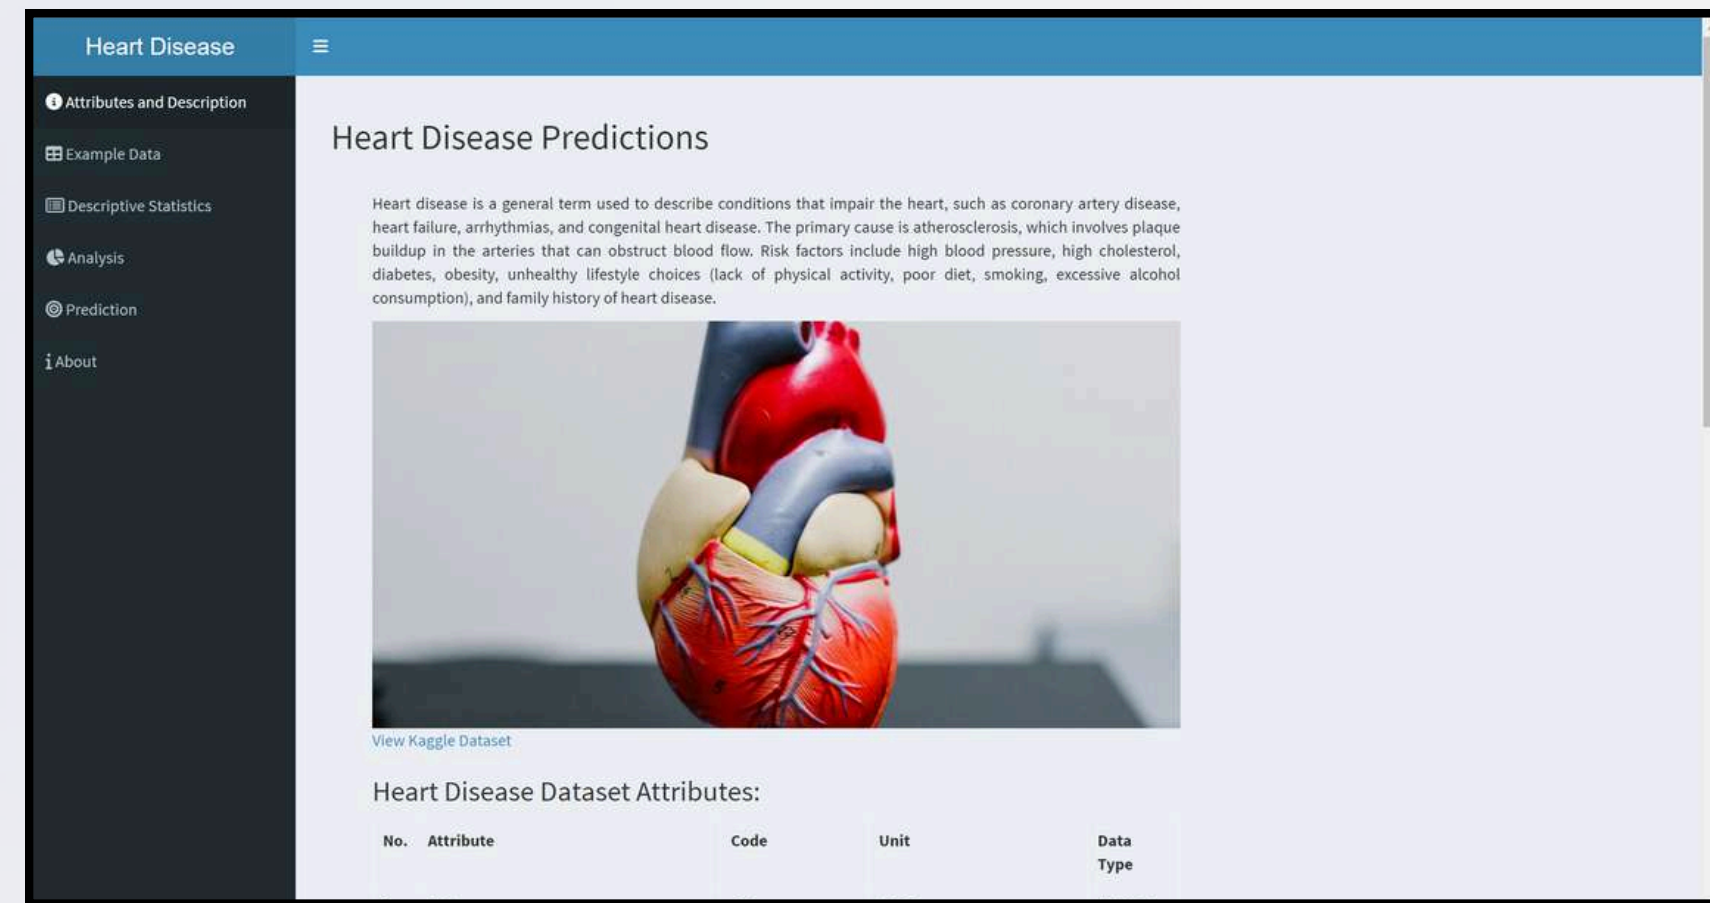 Heart Disease
Attributes and Description
Example Data
Descriptive Statistics
Analysis
Prediction
About
Heart Disease Predictions
Heart disease is a general term used to describe conditions that impair the heart, such as coronary artery disease,
heart failure, arrhythmias, and congenital heart disease. The primary cause is atherosclerosis, which involves plaque
buildup in the arteries that can obstruct blood flow. Risk factors include high blood pressure, high cholesterol,
diabetes, obesity, unhealthy lifestyle choices (lack of physical activity, poor diet, smoking, excessive alcohol
consumption), and family history of heart disease.
View Kaggle Dataset
Heart Disease Dataset Attributes:
No. Attribute Code Unit Data
Type